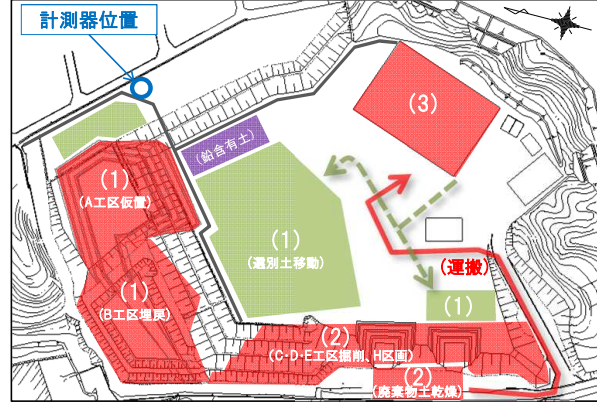 計測器位置
(3)
(鉛含有土)
(1)
(A工区仮置)
(1)
(選別土移動)
(1)
(B工区埋戻)
(運搬)
(1)
(2)
(C・D・E工区掘削、H区画)
(2)
(廃棄物土乾燥)